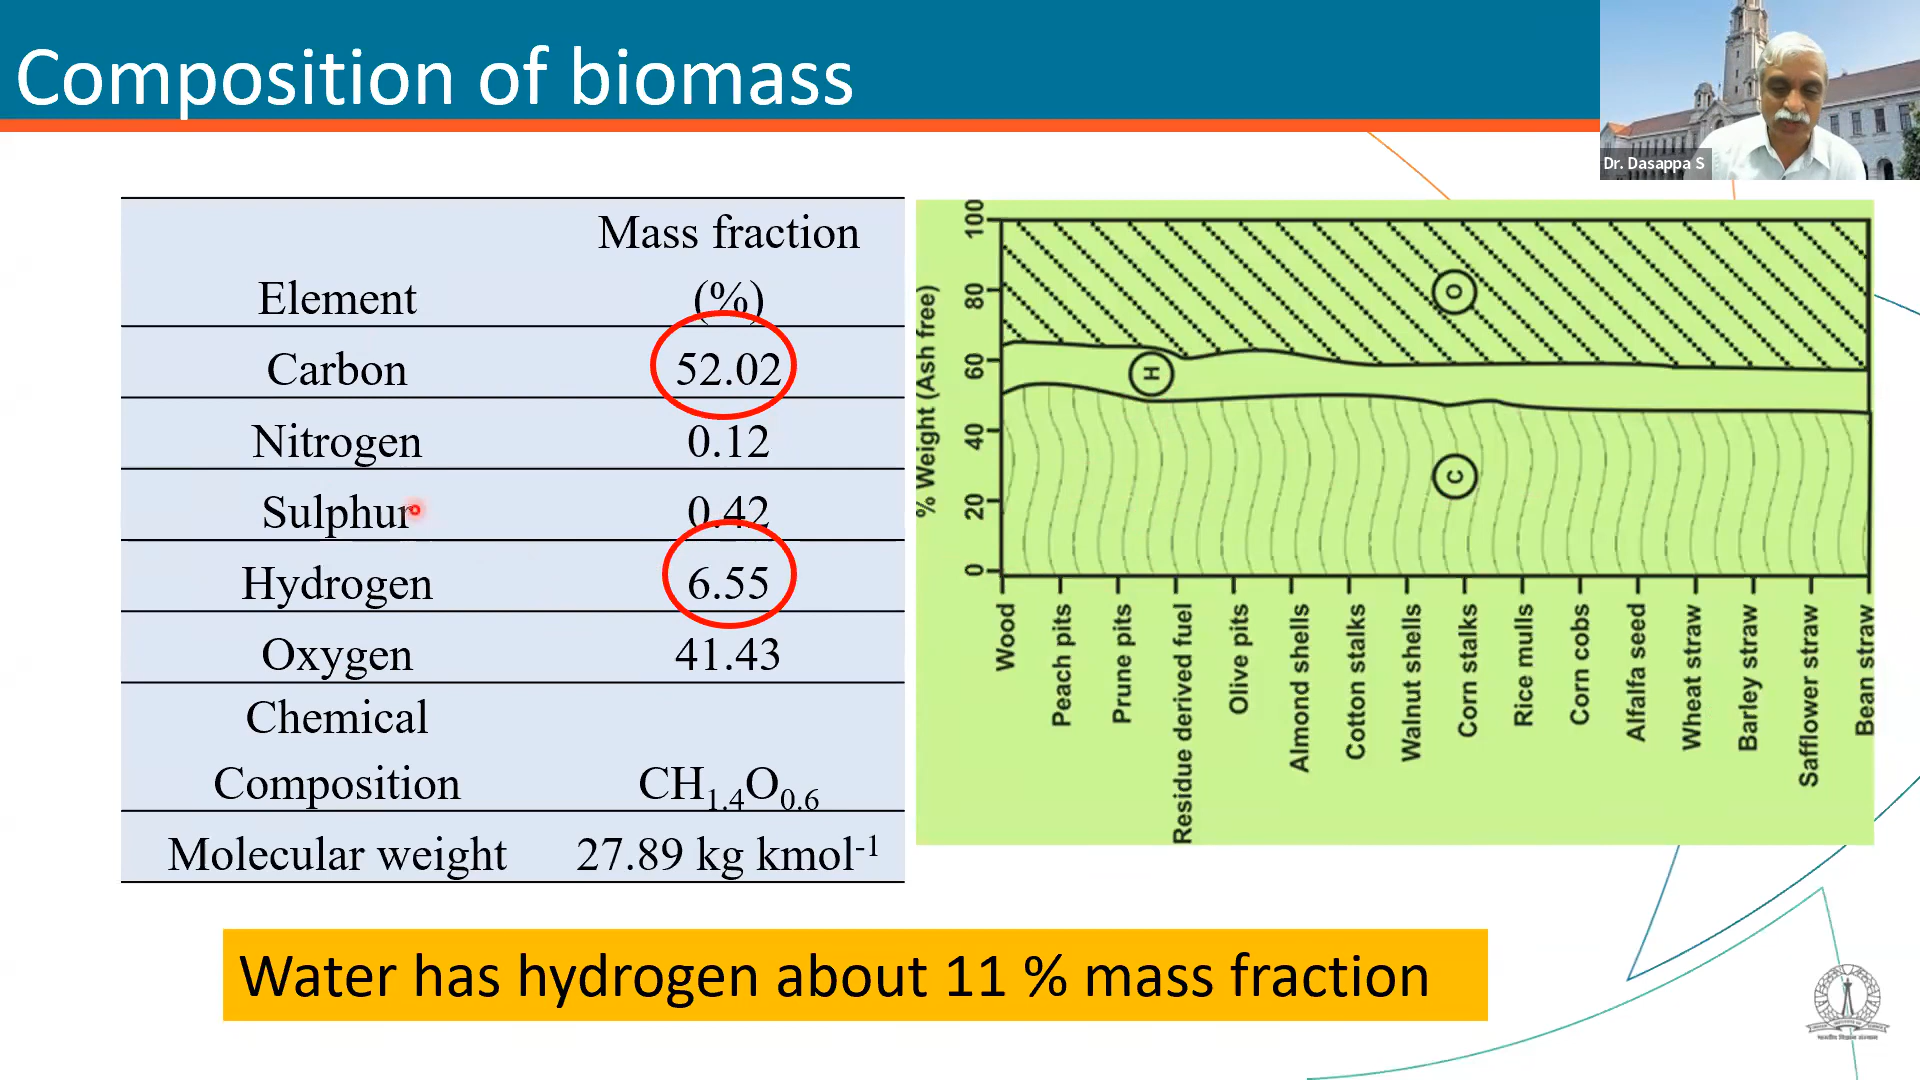 Composition of biomass
Dr. Dasappa S
Mass fraction
Element (%)
Carbon 52.02
Nitrogen 0.12
Sulphur 0.42
Hydrogen 6.55
Oxygen 41.43
Chemical
Composition CH1.4O0.6
Molecular weight 27.89 kg kmol-1
% Weight (Ash free)
100
80
60
40
20
0
O
H
C
Wood
Peach pits
Prune pits
Residue derived fuel
Olive pits
Almond shells
Cotton stalks
Walnut shells
Corn stalks
Rice mulls
Corn cobs
Alfalfa seed
Wheat straw
Barley straw
Safflower straw
Bean straw
Water has hydrogen about 11 % mass fraction